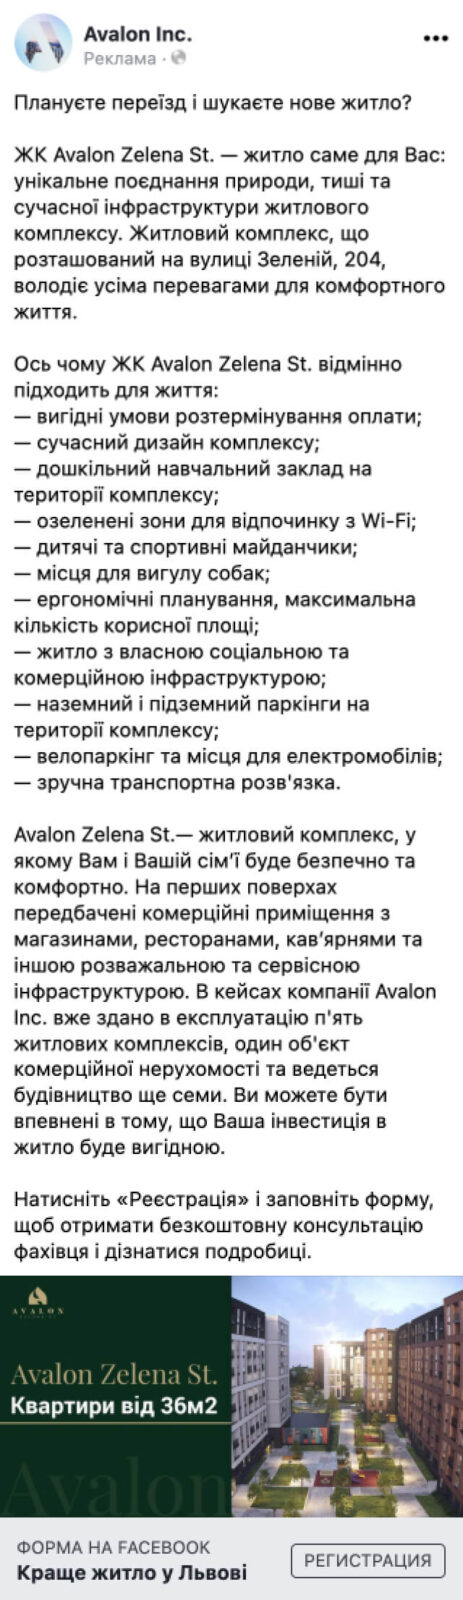 Avalon Inc.
Реклама ·
Плануєте переїзд і шукаєте нове житло?
ЖК Avalon Zelena St. — житло саме для Вас:
унікальне поєднання природи, тиші та
сучасної інфраструктури житлового
комплексу. Житловий комплекс, що
розташований на вулиці Зеленій, 204,
володіє усіма перевагами для комфортного
життя.
Ось чому ЖК Avalon Zelena St. відмінно
підходить для життя:
— вигідні умови розтермінування оплати;
— сучасний дизайн комплексу;
— дошкільний навчальний заклад на
території комплексу;
— озеленені зони для відпочинку з Wi-Fi;
— дитячі та спортивні майданчики;
— місця для вигулу собак;
— ергономічні планування, максимальна
кількість корисної площі;
— житло з власною соціальною та
комерційною інфраструктурою;
— наземний і підземний паркінги на
території комплексу;
— велопаркінг та місця для електромобілів;
— зручна транспортна розв'язка.
Avalon Zelena St.— житловий комплекс, у
якому Вам і Вашій сім’ї буде безпечно та
комфортно. На перших поверхах
передбачені комерційні приміщення з
магазинами, ресторанами, кав’ярнями та
іншою розважальною та сервісною
інфраструктурою. В кейсах компанії Avalon
Inc. вже здано в експлуатацію п'ять
житлових комплексів, один об'єкт
комерційної нерухомості та ведеться
будівництво ще семи. Ви можете бути
впевнені в тому, що Ваша інвестиція в
житло буде вигідною.
Натисніть «Реєстрація» і заповніть форму,
щоб отримати безкоштовну консультацію
фахівця і дізнатися подробиці.
AVALON
Avalon Zelena St.
Квартири від 36м2
Avalon
ФОРМА НА FACEBOOK
Краще житло у Львові
РЕГИСТРАЦИЯ